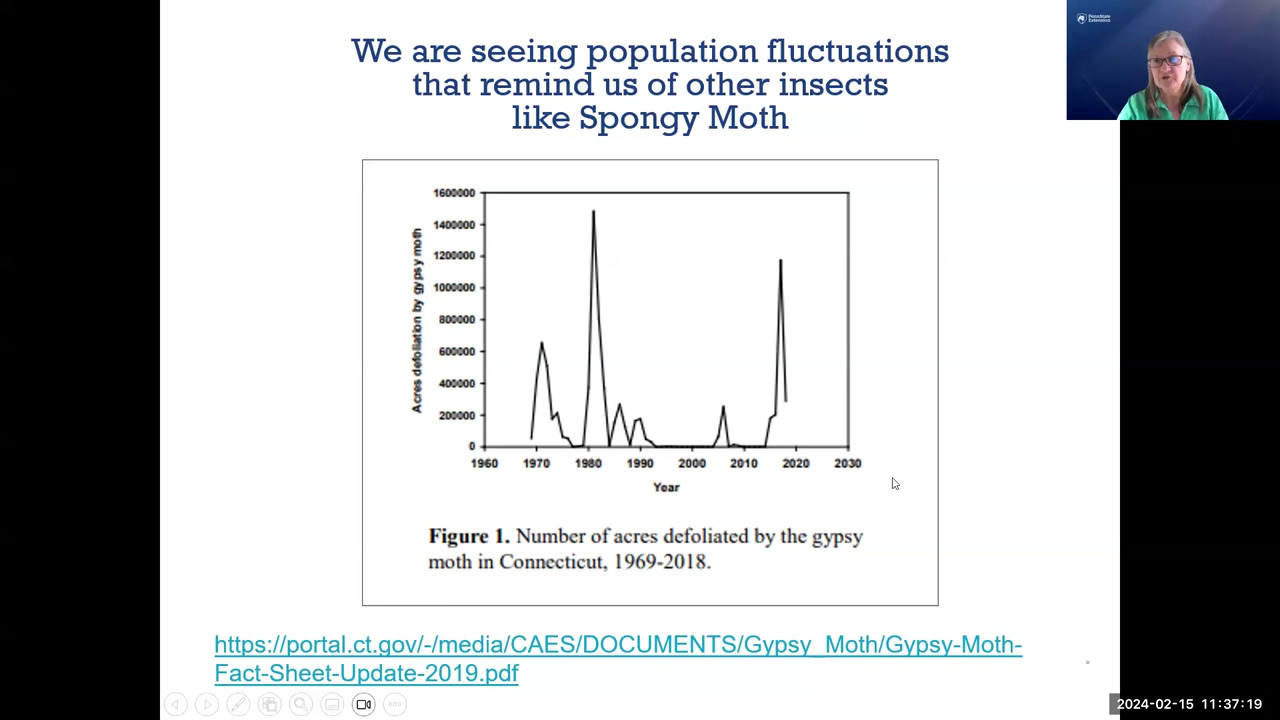 We are seeing population fluctuations
that remind us of other insects
like Spongy Moth
PennState
Extension
1600000
1400000
1200000
1000000
800000
600000
400000
200000
0
Acres defoliation by gypsy moth
1960 1970 1980 1990 2000 2010 2020 2030
Year
Figure 1. Number of acres defoliated by the gypsy
moth in Connecticut, 1969-2018.
https://portal.ct.gov/-/media/CAES/DOCUMENTS/Gypsy_Moth/Gypsy-Moth-
Fact-Sheet-Update-2019.pdf
2024-02-15 11:37:19